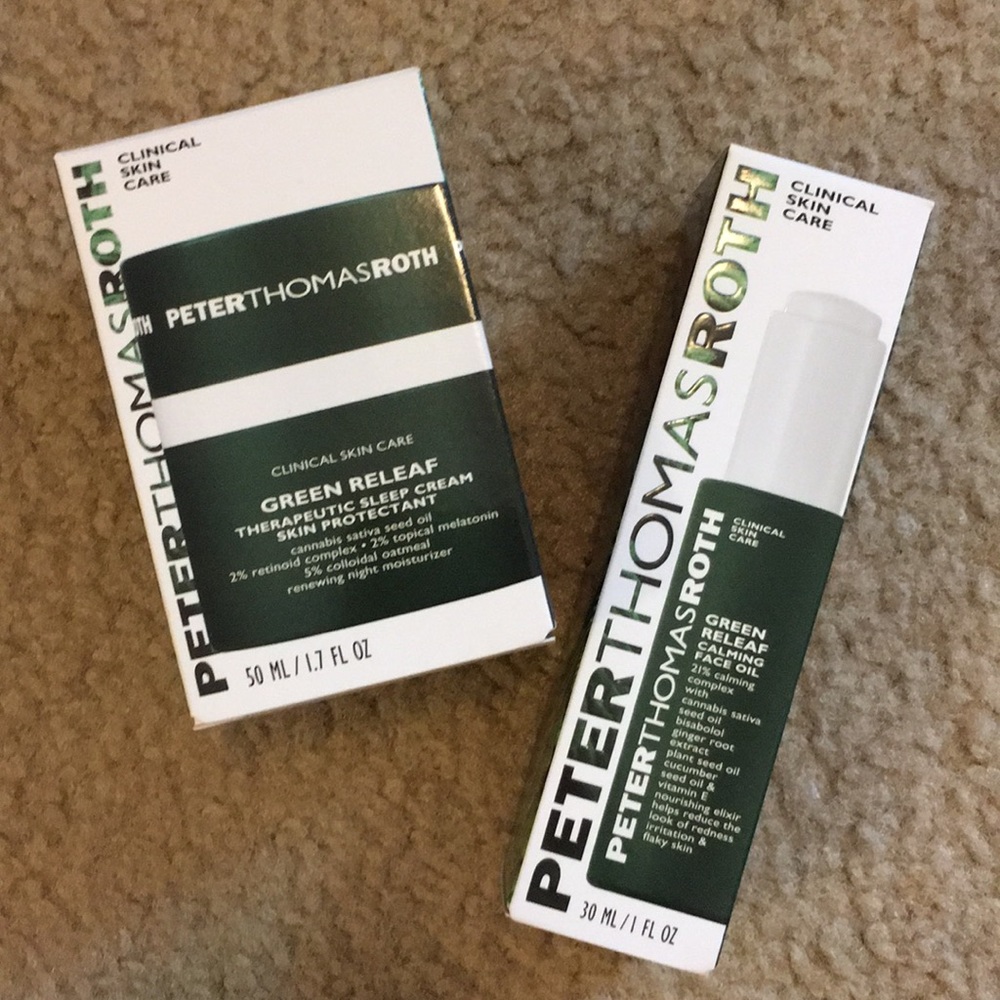 PETERTHOMASROTH
CLINICAL
SKIN
CARE
PETERTHOMASROTH
TH
CLINICAL SKIN CARE
GREEN RELEAF
THERAPEUTIC SLEEP CREAM
SKIN PROTECTANT
cannabis sativa seed oil
2% retinoid complex • 2% topical melatonin
5% colloidal oatmeal
renewing night moisturizer
50 ML / 1.7 FL OZ
PETERTHOMASROTH
CLINICAL
SKIN
CARE
PETERTHOMASROTH
CLINICAL
SKIN
CARE
GREEN
RELEAF
CALMING
FACE OIL
21% calming
complex
with
cannabis sativa
seed oil
bisabolol
ginger root
extract
plant seed oil
cucumber
seed oil &
vitamin E
nourishing elixir
helps reduce the
look of redness
irritation &
flaky skin
30 ML / 1 FL OZ